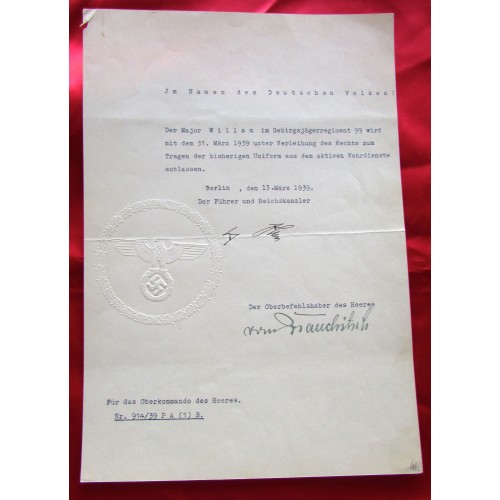 Jm Namen des Deutschen Volkes!
Der Major Willam im Gebirgsjägerregiment 99 wird
mit dem 31. März 1939 unter Verleihung des Rechts zum
Tragen der bisherigen Uniform aus dem aktiven Wehrdienste
entlassen.
Berlin , den 13.März 1939.
Der Führer und Reichskanzler
Der Oberbefehlshaber des Heeres
von Brauchitsch
Für das Oberkommando des Heeres.
Nr. 914/39 P A (1) B.